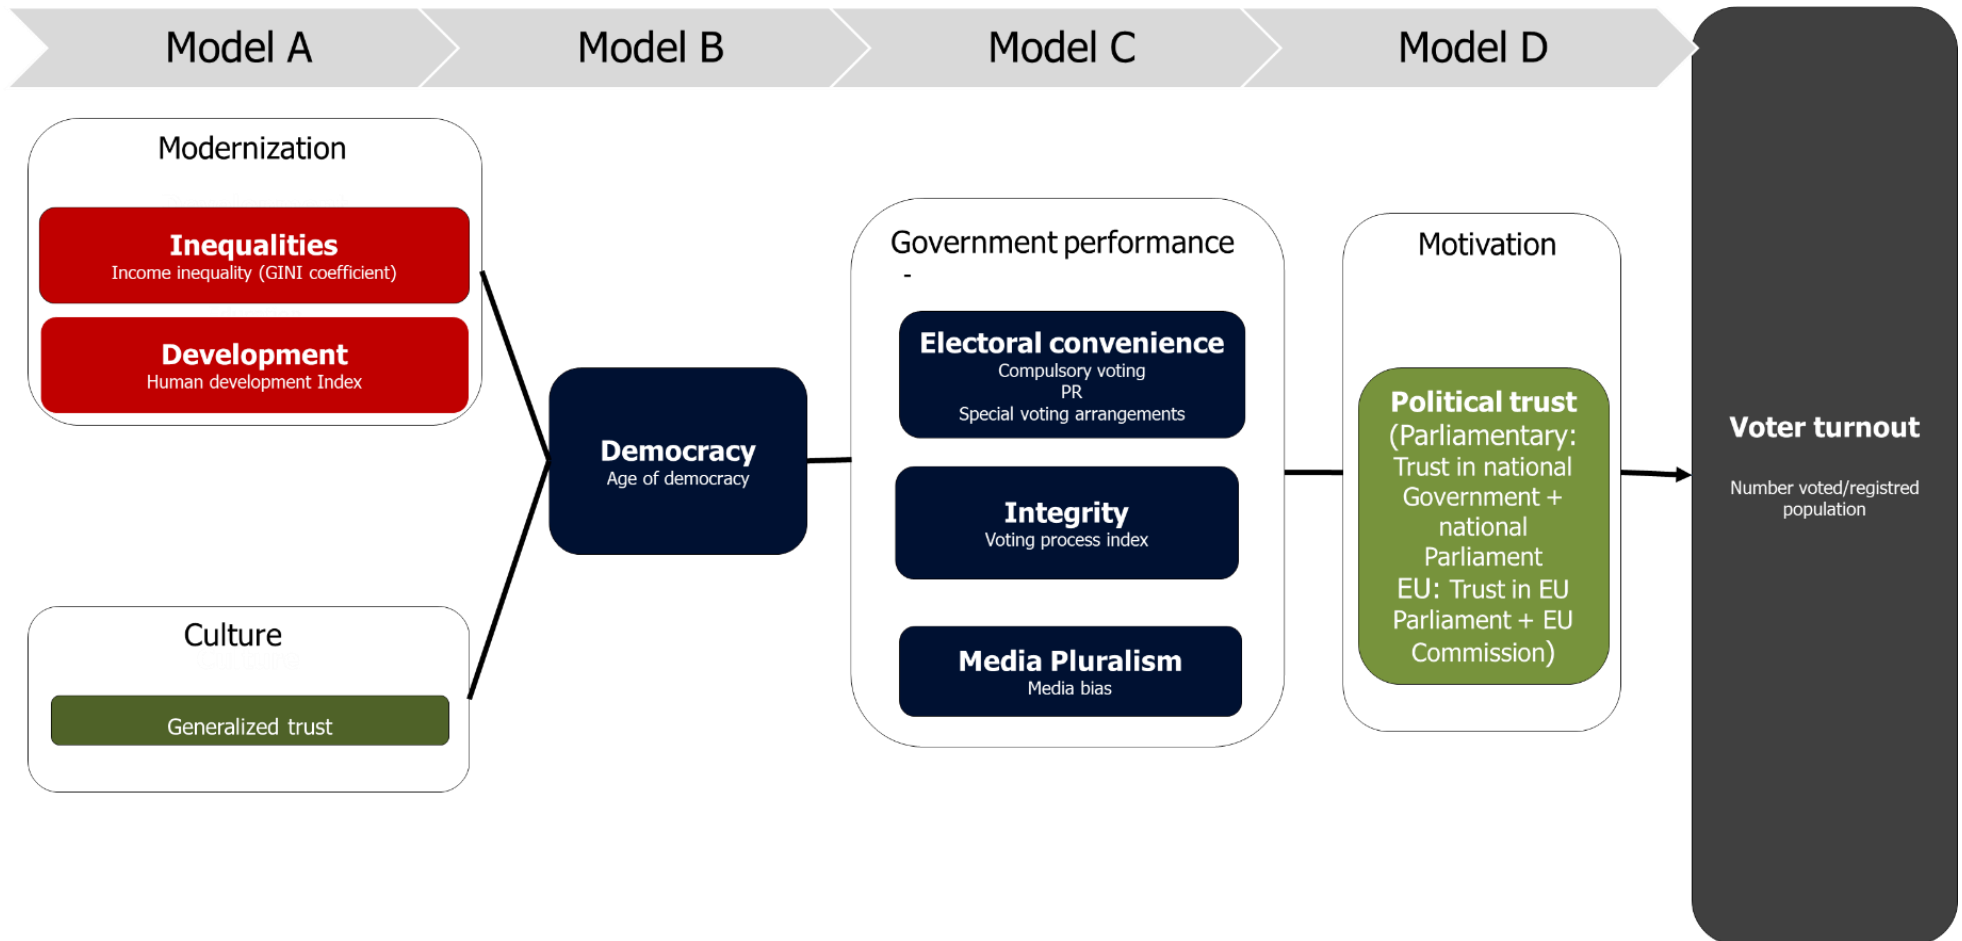 Model A
Model B
Model C
Model D
Modernization
Inequalities
Income inequality (GINI coefficient)
Development
Human development Index
Culture
Generalized trust
Democracy
Age of democracy
Government performance
-
Electoral convenience
Compulsory voting
PR
Special voting arrangements
Integrity
Voting process index
Media Pluralism
Media bias
Motivation
Political trust
(Parliamentary:
Trust in national
Government +
national
Parliament
EU: Trust in EU
Parliament + EU
Commission)
Voter turnout
Number voted/registred
population